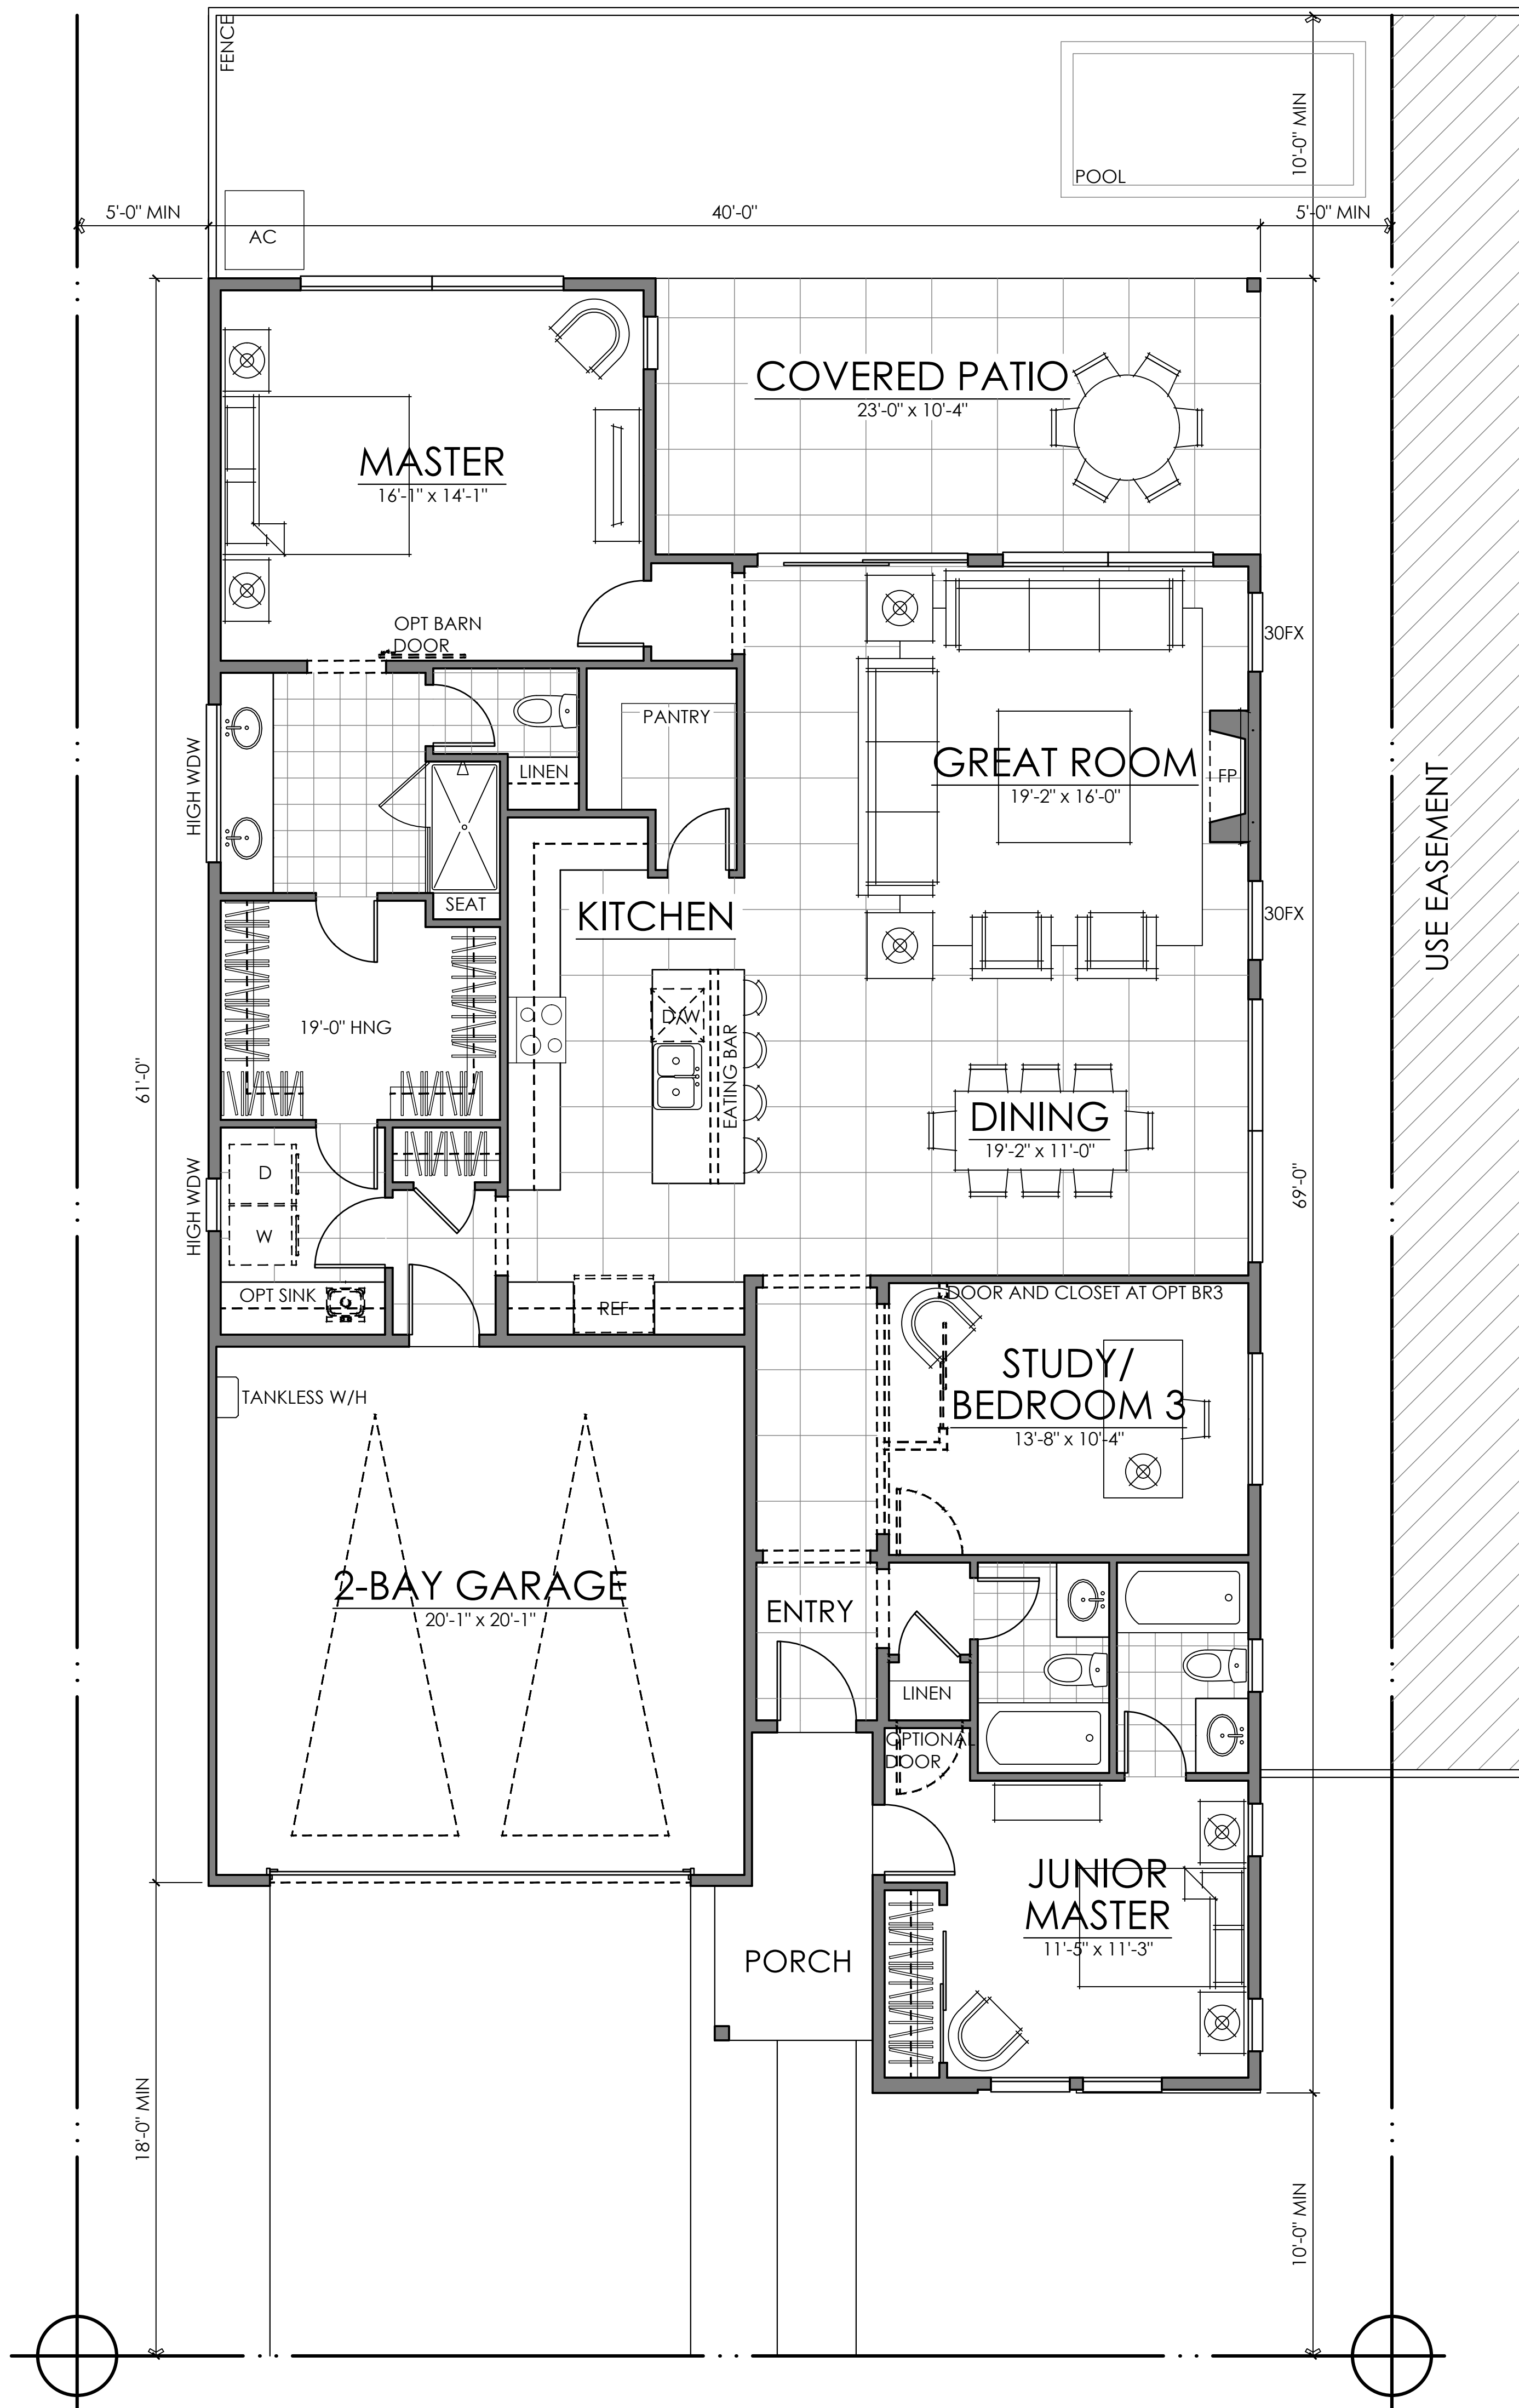 FENCE
10'-0" MIN
POOL
5'-0" MIN
40'-0"
5'-0" MIN
AC
COVERED PATIO
23'-0" x 10'-4"
MASTER
16'-1" x 14'-1"
OPT BARN
DOOR
30FX
PANTRY
HIGH WDW
LINEN
GREAT ROOM
19'-2" x 16'-0"
FP
USE EASEMENT
SEAT
KITCHEN
30FX
19'-0" HNG
D/W
EATING BAR
61'-0"
DINING
19'-2" x 11'-0"
D
HIGH WDW
W
69'-0"
OPT SINK
REF
DOOR AND CLOSET AT OPT BR3
STUDY/
BEDROOM 3
13'-8" x 10'-4"
TANKLESS W/H
2-BAY GARAGE
20'-1" x 20'-1"
ENTRY
LINEN
OPTIONAL
DOOR
JUNIOR
MASTER
11'-5" x 11'-3"
PORCH
18'-0" MIN
10'-0" MIN